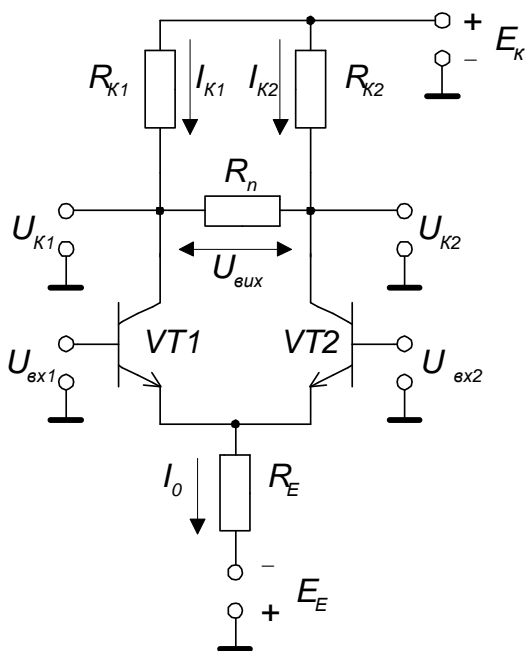 +
E_К
−
R_К1
I_К1
I_К2
R_К2
R_n
U_К1
U_К2
U_вих
VT1
VT2
U_вх1
U_вх2
I_0
R_E
−
E_E
+